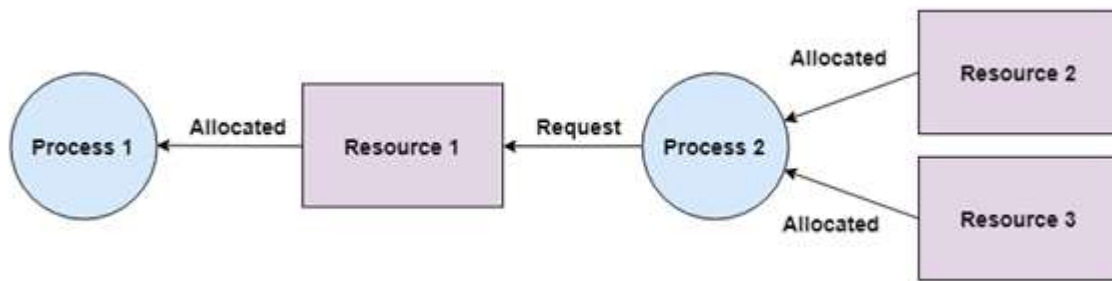 Allocated
Resource 2
Process 1
Allocated
Resource 1
Request
Process 2
Allocated
Resource 3